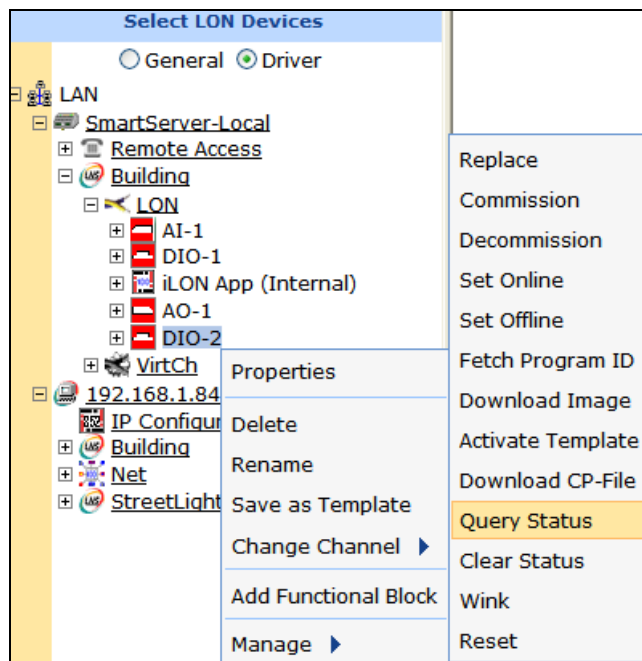 Select LON Devices
General Driver
LAN
SmartServer-Local
Remote Access
Building
LON
AI-1
DIO-1
iLON App (Internal)
AO-1
DIO-2
VirtCh
192.168.1.84
IP Configur
Building
Net
StreetLight
Properties
Delete
Rename
Save as Template
Change Channel
Add Functional Block
Manage
Replace
Commission
Decommission
Set Online
Set Offline
Fetch Program ID
Download Image
Activate Template
Download CP-File
Query Status
Clear Status
Wink
Reset